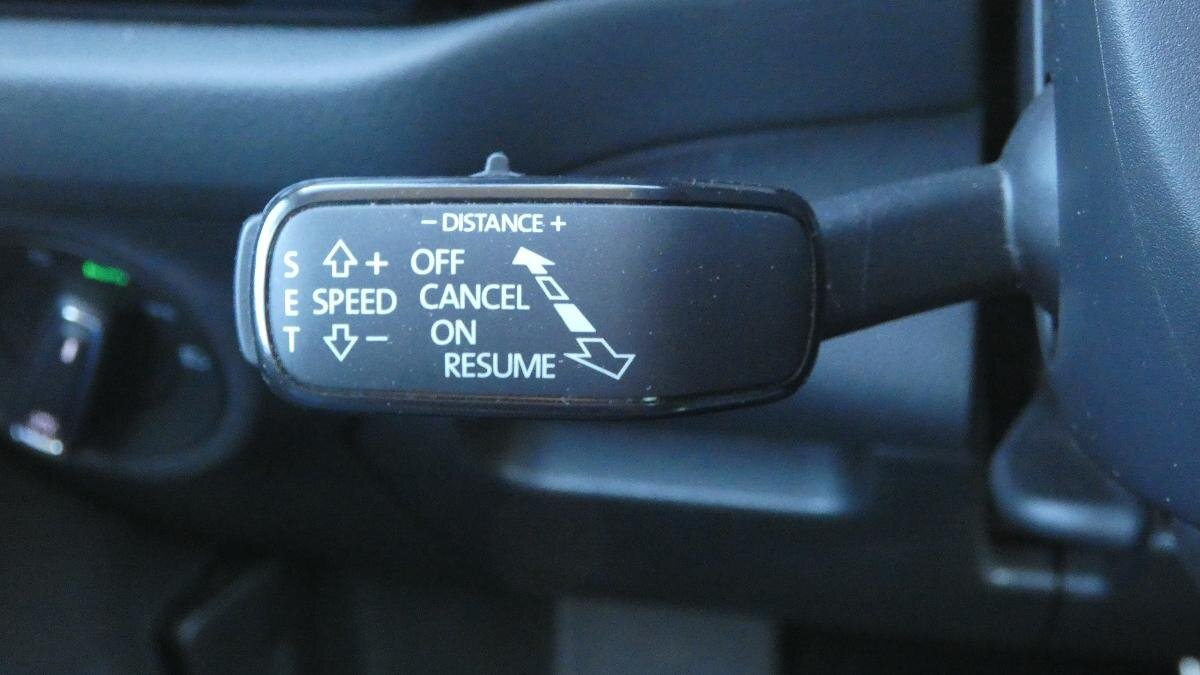 − DISTANCE +
S + OFF
E SPEED CANCEL
T − ON
RESUME